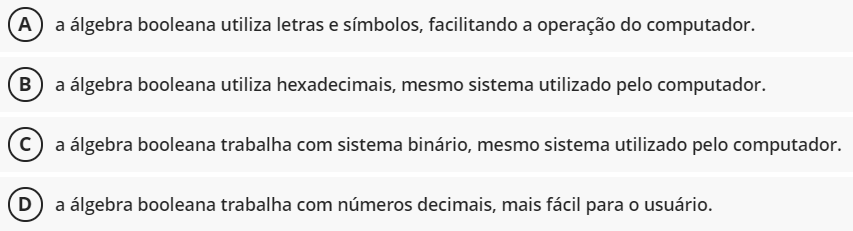 A a álgebra booleana utiliza letras e símbolos, facilitando a operação do computador.
B a álgebra booleana utiliza hexadecimais, mesmo sistema utilizado pelo computador.
C a álgebra booleana trabalha com sistema binário, mesmo sistema utilizado pelo computador.
D a álgebra booleana trabalha com números decimais, mais fácil para o usuário.